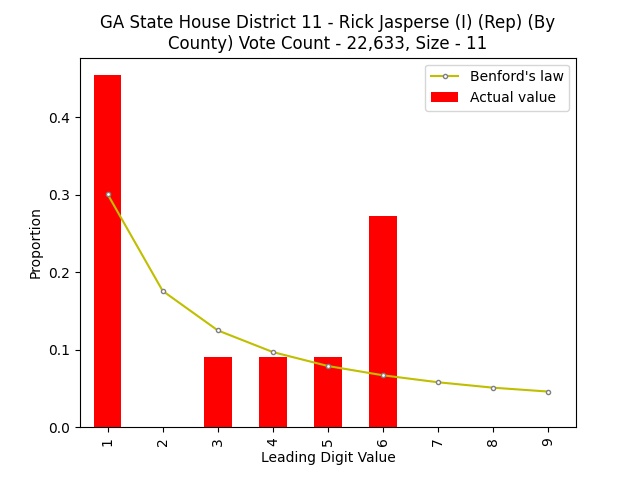 GA State House District 11 - Rick Jasperse (I) (Rep) (By
County) Vote Count - 22,633, Size - 11
Benford's law
Actual value
Proportion
0.4
0.3
0.2
0.1
0.0
1 2 3 4 5 6 7 8 9
Leading Digit Value